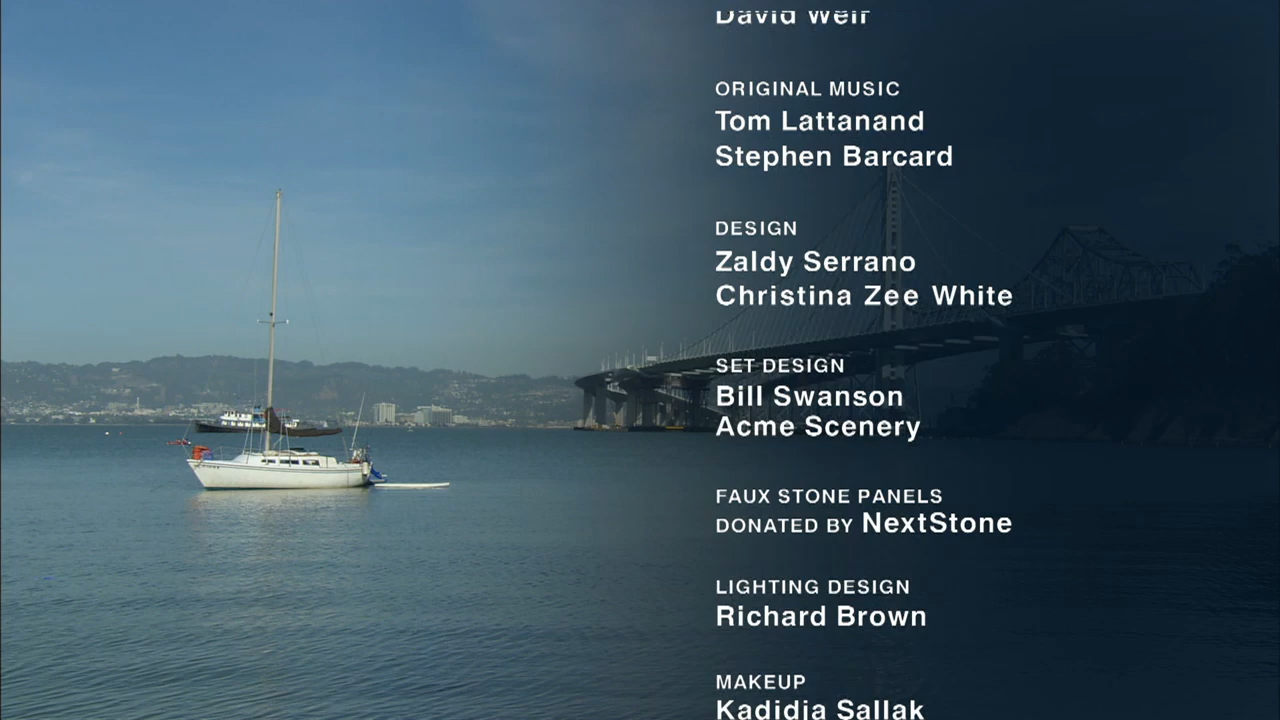 David Weir
ORIGINAL MUSIC
Tom Lattanand
Stephen Barcard
DESIGN
Zaldy Serrano
Christina Zee White
SET DESIGN
Bill Swanson
Acme Scenery
FAUX STONE PANELS
DONATED BY NextStone
LIGHTING DESIGN
Richard Brown
MAKEUP
Kadidja Sallak